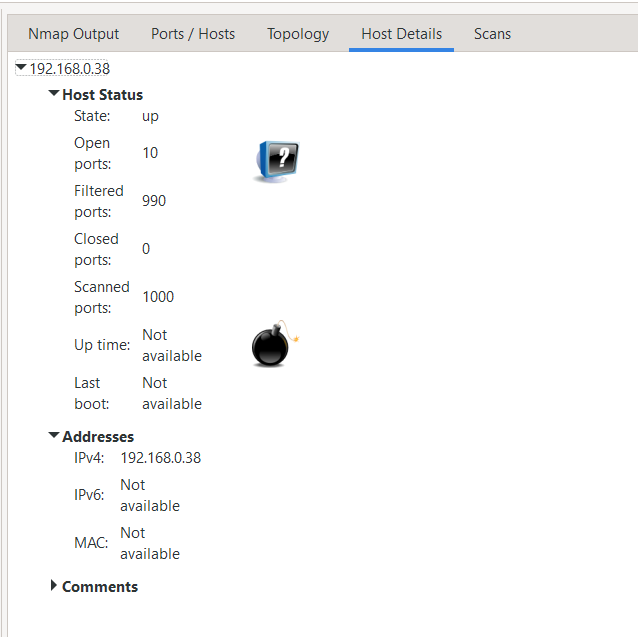 Nmap Output Ports / Hosts Topology Host Details Scans
192.168.0.38
Host Status
State: up
Open
ports: 10
Filtered
ports: 990
Closed
ports: 0
Scanned
ports: 1000
Up time: Not
available
Last
boot: Not
available
?
Addresses
IPv4: 192.168.0.38
IPv6: Not
available
MAC: Not
available
Comments